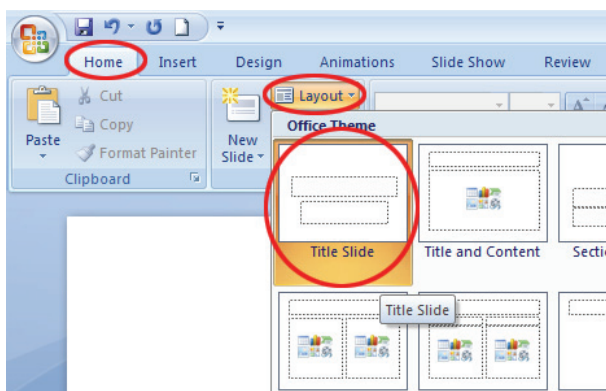 Home Insert Design Animations Slide Show Review
Cut
Copy
Format Painter
Paste
Clipboard
New
Slide
Layout
Office Theme
Title Slide
Title and Content
Secti
Title Slide